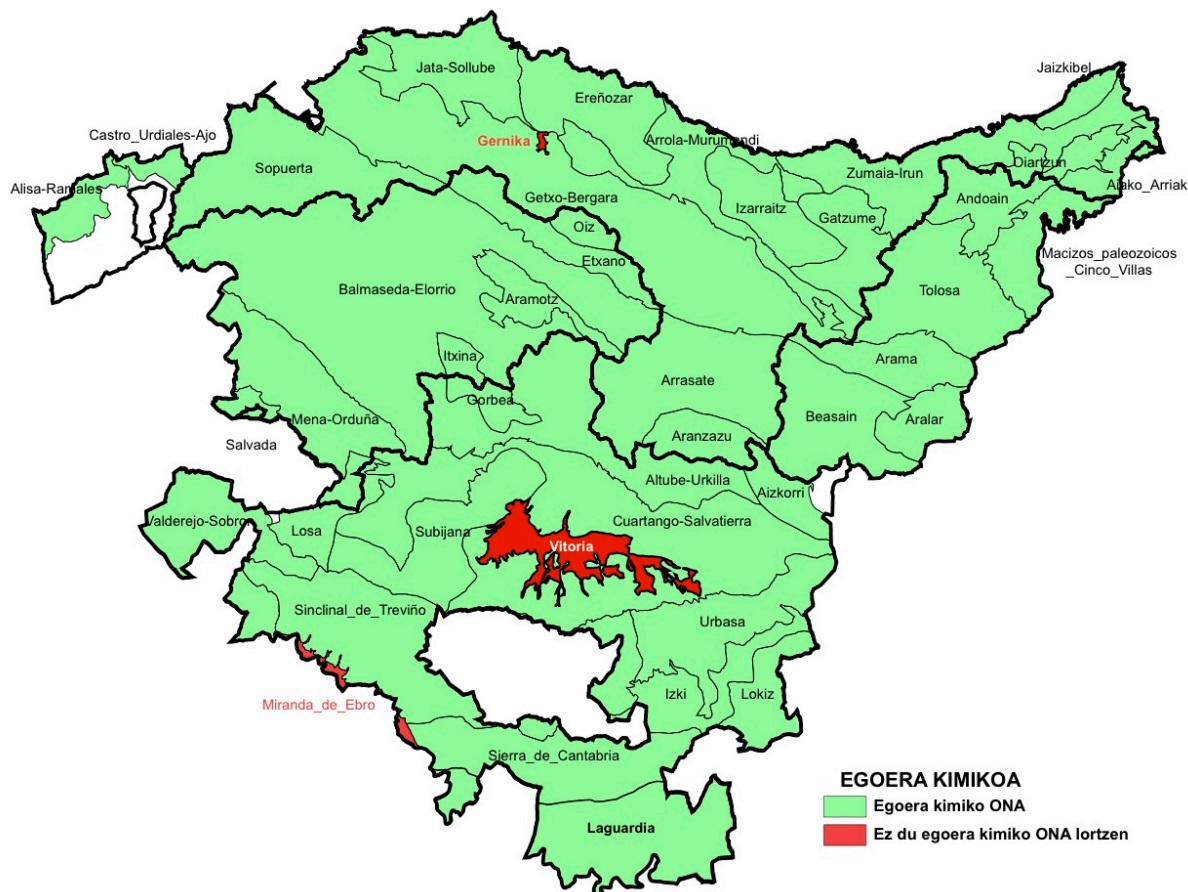 Jata-Sollube
Jaizkibel
Ereñozar
Castro_Urdiales-Ajo
Gernika
Arrola-Murumendi
Oiartzun
Sopuerta
Zumaia-Irun
Alisa-Ramales
Aiako_Arriak
Getxo-Bergara
Andoain
Izarraitz
Gatzume
Oiz
Macizos_paleozoicos
_Cinco_Villas
Etxano
Balmaseda-Elorrio
Tolosa
Aramotz
Itxina
Arama
Arrasate
Gorbea
Beasain
Aralar
Mena-Orduña
Aranzazu
Salvada
Altube-Urkilla
Aizkorri
Valderejo-Sobron
Losa
Subijana
Cuartango-Salvatierra
Vitoria
Sinclinal_de_Treviño
Urbasa
Izki
Lokiz
Miranda_de_Ebro
Sierra_de_Cantabria
EGOERA KIMIKOA
Egoera kimiko ONA
Ez du egoera kimiko ONA lortzen
Laguardia